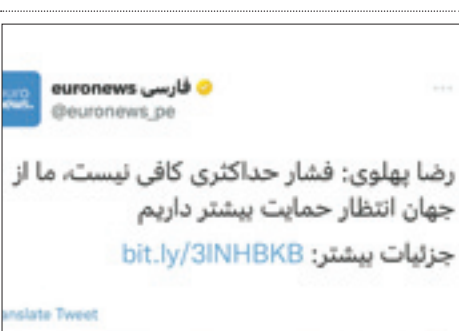 euronews فارسی
@euronews_pe
رضا پهلوی: فشار حداکثری کافی نیست، ما از
جهان انتظار حمایت بیشتر داریم
جزئیات بیشتر: bit.ly/3INHBKB
anslate Tweet